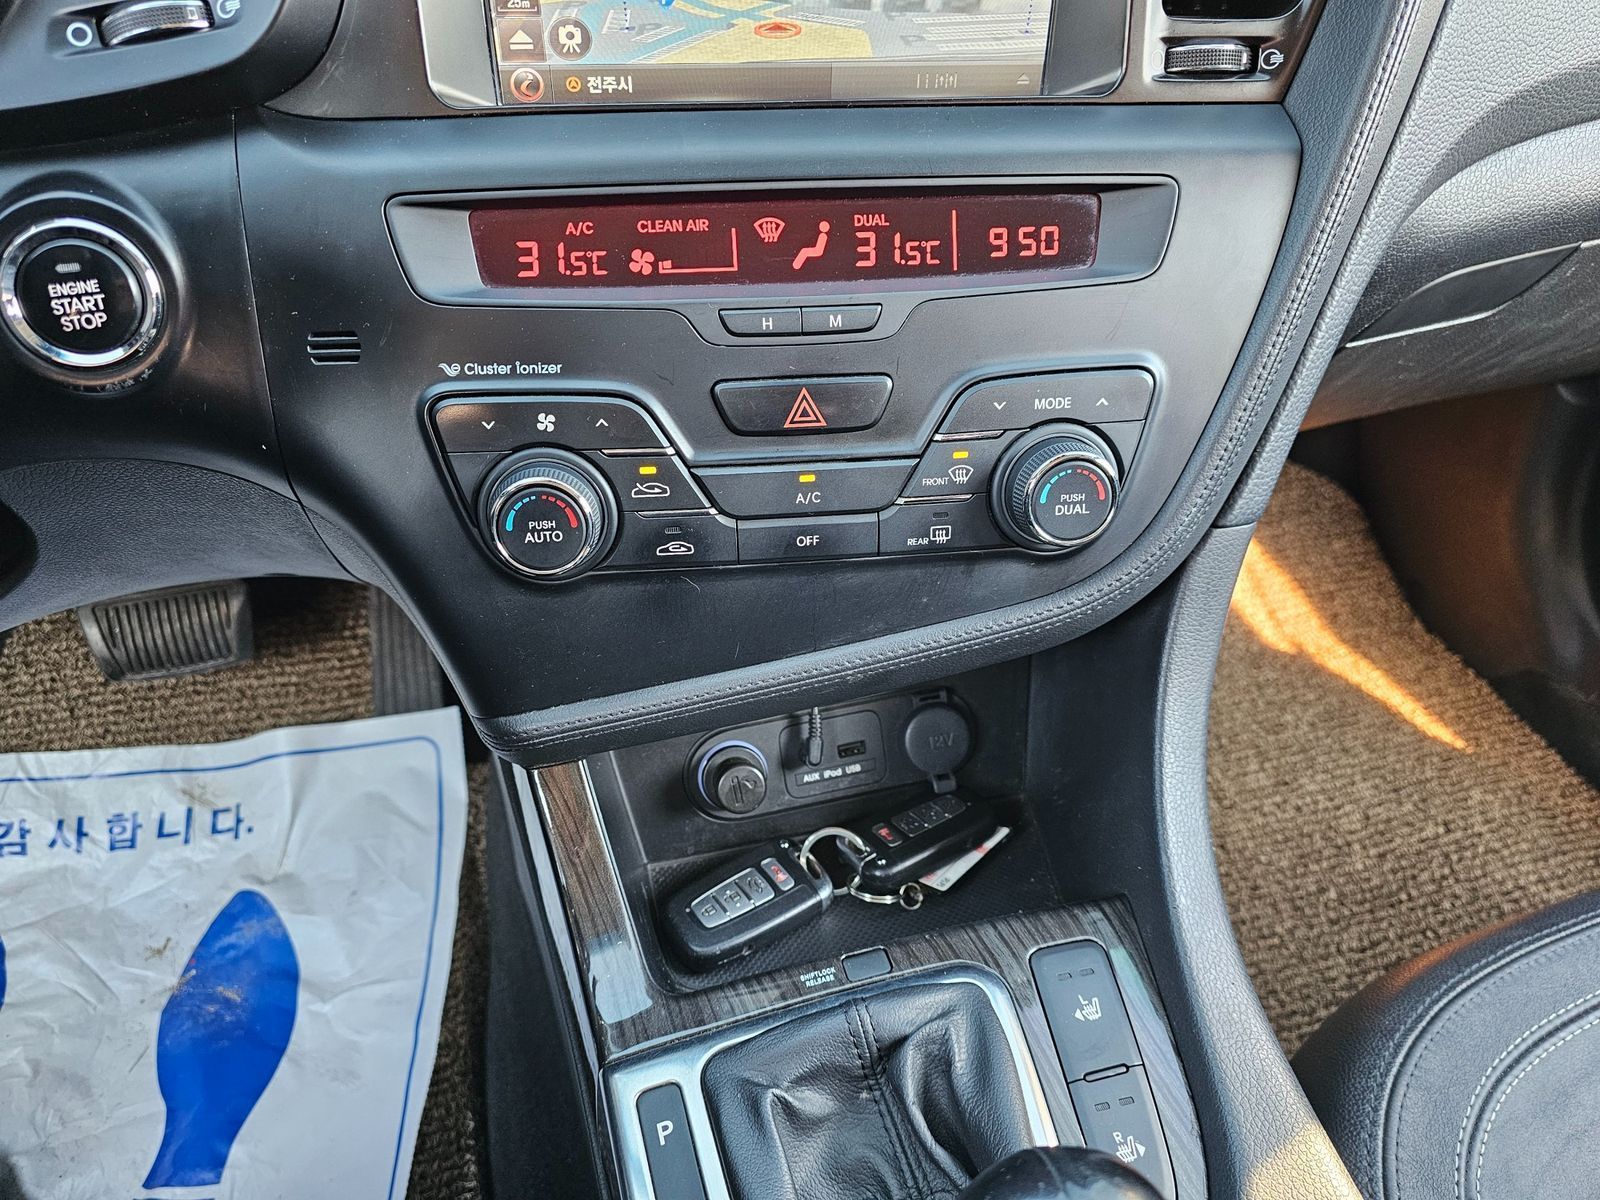 25m
전주시
A/C CLEAN AIR DUAL
31.5°C 31.5°C 9 50
ENGINE
START
STOP
H M
Cluster ionizer
MODE
PUSH
AUTO
A/C
FRONT
PUSH
DUAL
OFF
REAR
12V
AUX iPod USB
감사합니다.
SHIFTLOCK
RELEASE
L
P
R